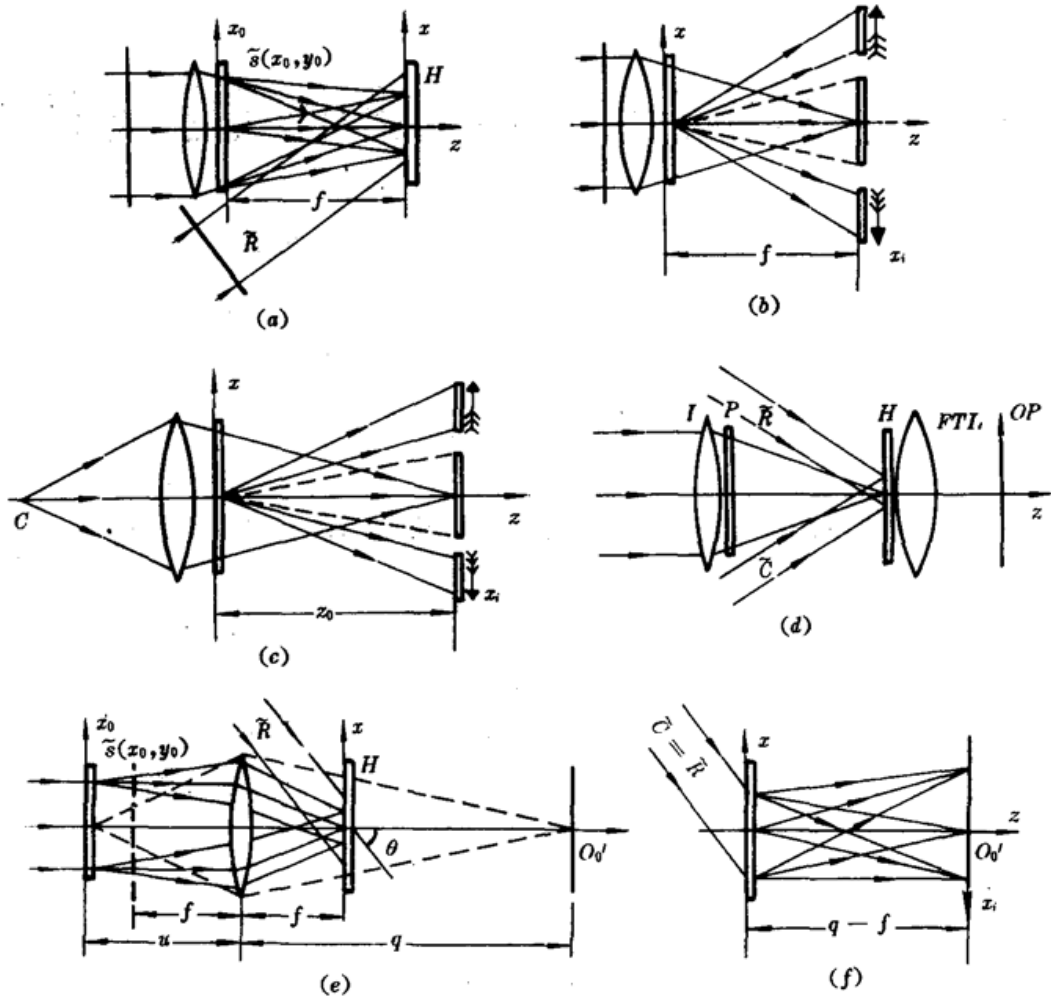 x₀
s̃(x₀,y₀)
x
H
z
f
R̃
(a)
x
z
f
xᵢ
(b)
x
C
z
z₀
xᵢ
(c)
I
P
R̃
H
FTL
OP
C̃
z
(d)
x₀
s̃(x₀,y₀)
R̃
x
H
θ
O₀′
f
f
u
q
(e)
C̃=R̃
x
z
O₀′
xᵢ
q − f
(f)